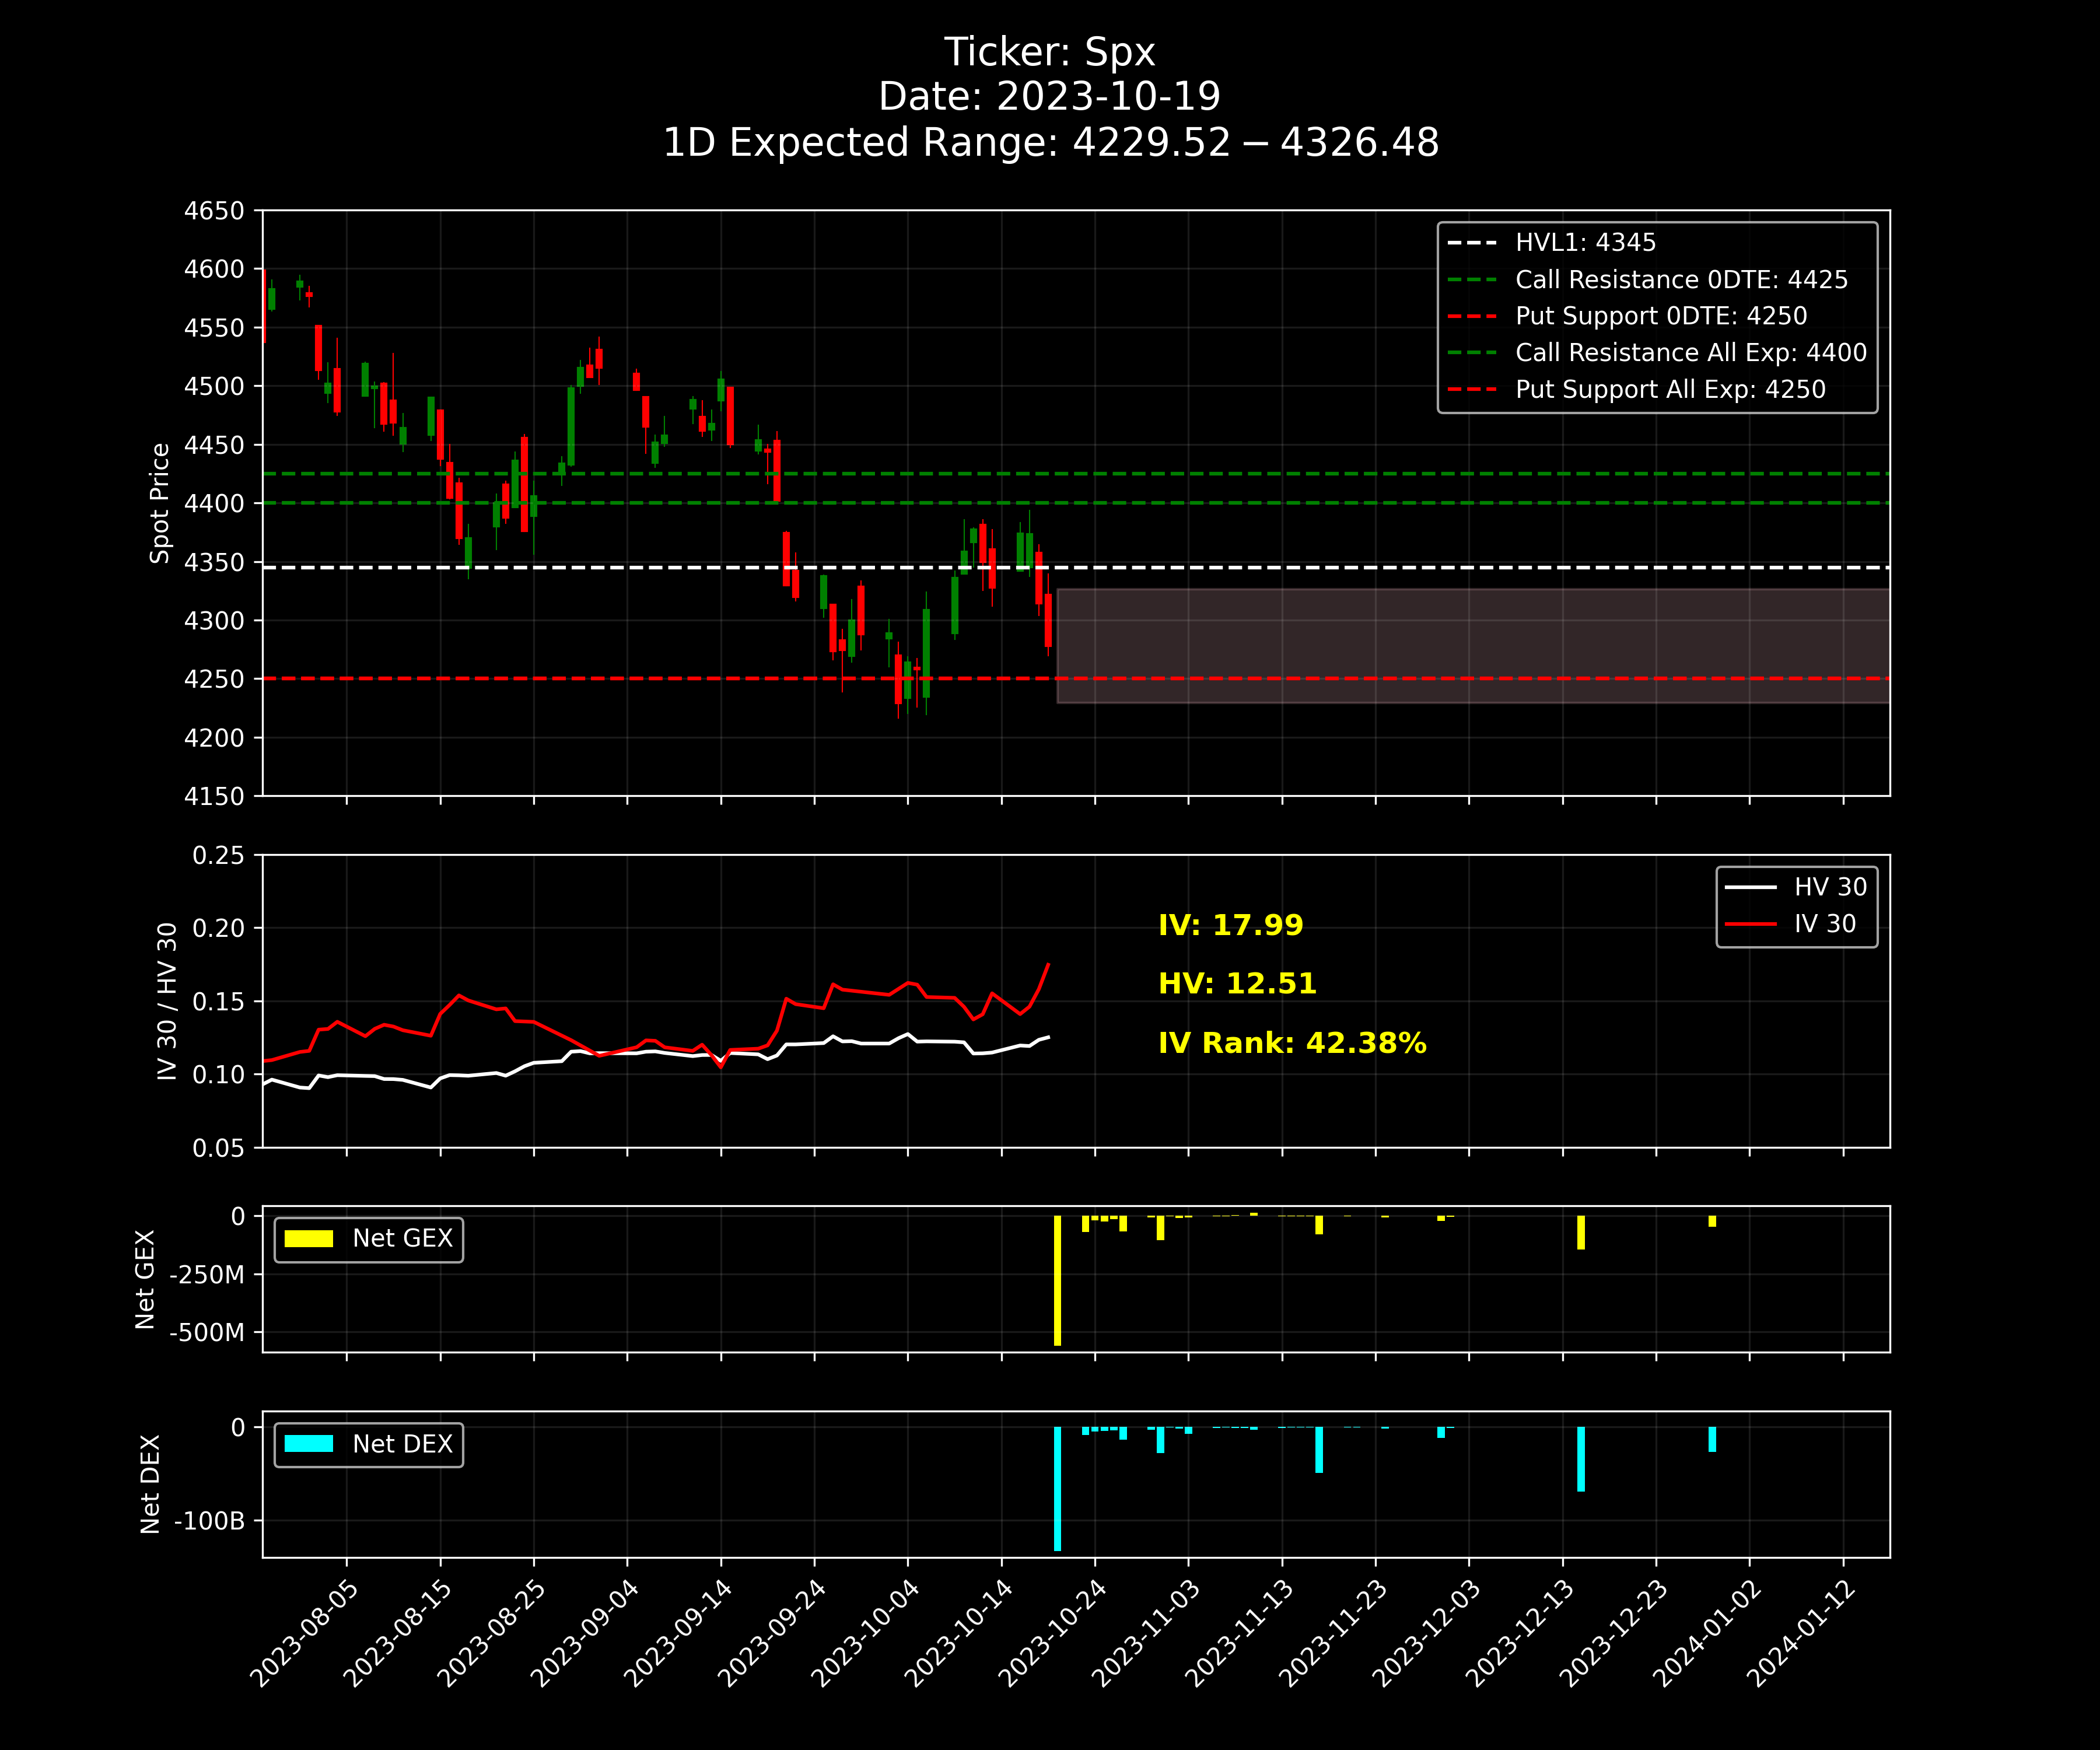 Ticker: Spx
Date: 2023-10-19
1D Expected Range: 4229.52 − 4326.48
4650
4600
4550
4500
4450
4400
4350
4300
4250
4200
4150
Spot Price
HVL1: 4345
Call Resistance 0DTE: 4425
Put Support 0DTE: 4250
Call Resistance All Exp: 4400
Put Support All Exp: 4250
0.25
0.20
0.15
0.10
0.05
IV 30 / HV 30
IV: 17.99
HV: 12.51
IV Rank: 42.38%
HV 30
IV 30
0
-250M
-500M
Net GEX
Net GEX
0
-100B
Net DEX
Net DEX
2023-08-05
2023-08-15
2023-08-25
2023-09-04
2023-09-14
2023-09-24
2023-10-04
2023-10-14
2023-10-24
2023-11-03
2023-11-13
2023-11-23
2023-12-03
2023-12-13
2023-12-23
2024-01-02
2024-01-12